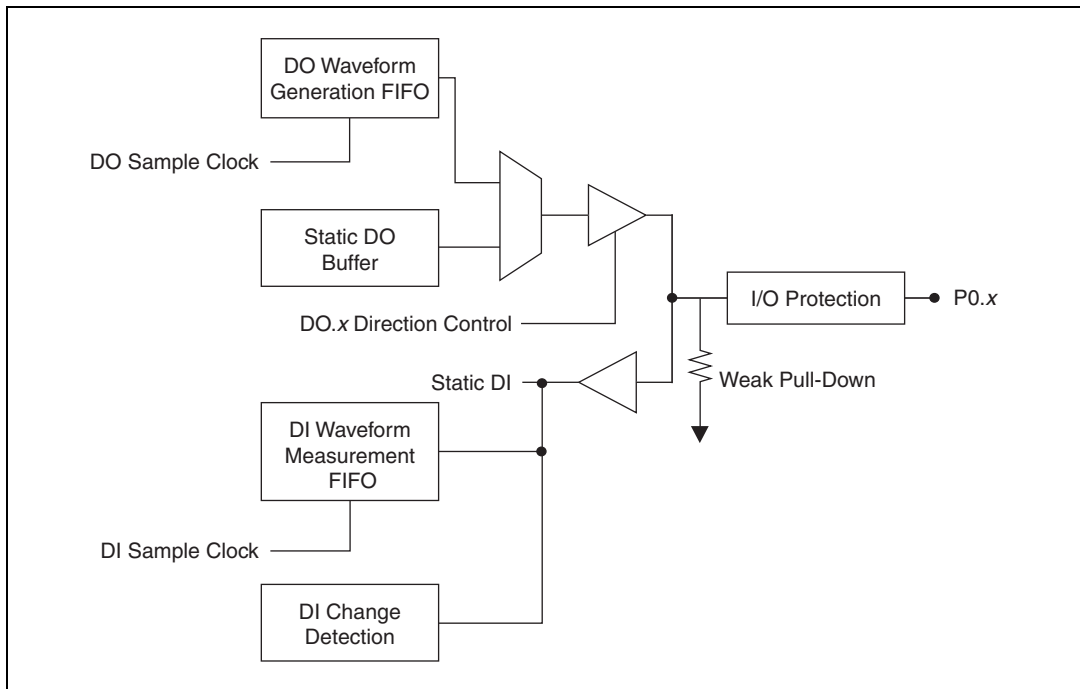 DO Waveform
Generation FIFO
DO Sample Clock
Static DO
Buffer
DO.x Direction Control
I/O Protection
P0.x
Weak Pull-Down
Static DI
DI Waveform
Measurement
FIFO
DI Sample Clock
DI Change
Detection